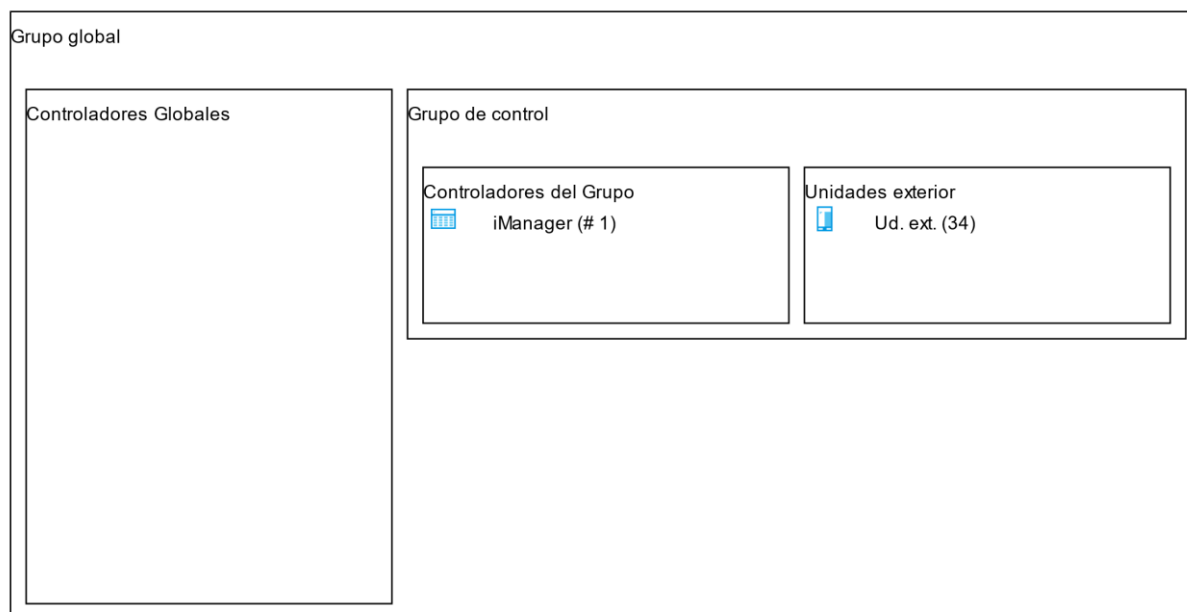 Grupo global
Controladores Globales
Grupo de control
Controladores del Grupo
iManager (# 1)
Unidades exterior
Ud. ext. (34)